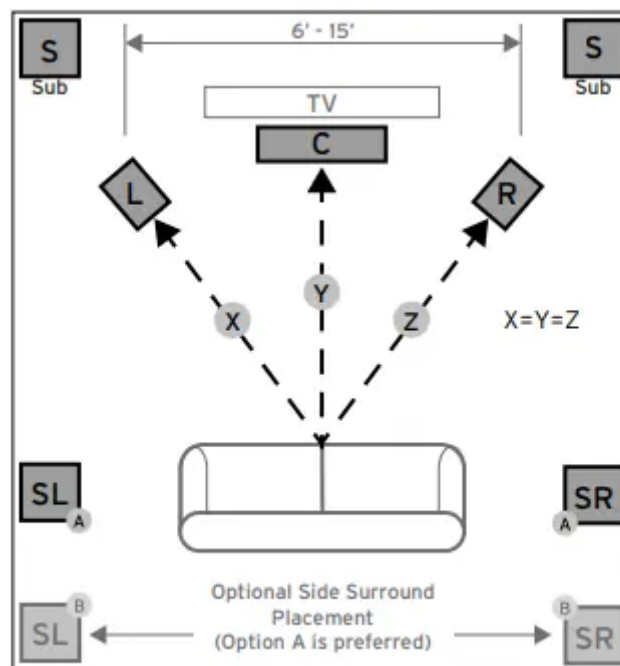 6' - 15'
S
S
Sub
Sub
TV
C
L
R
Y
X
Z
X=Y=Z
SL
SR
A
A
Optional Side Surround
Placement
(Option A is preferred)
B
B
SL
SR